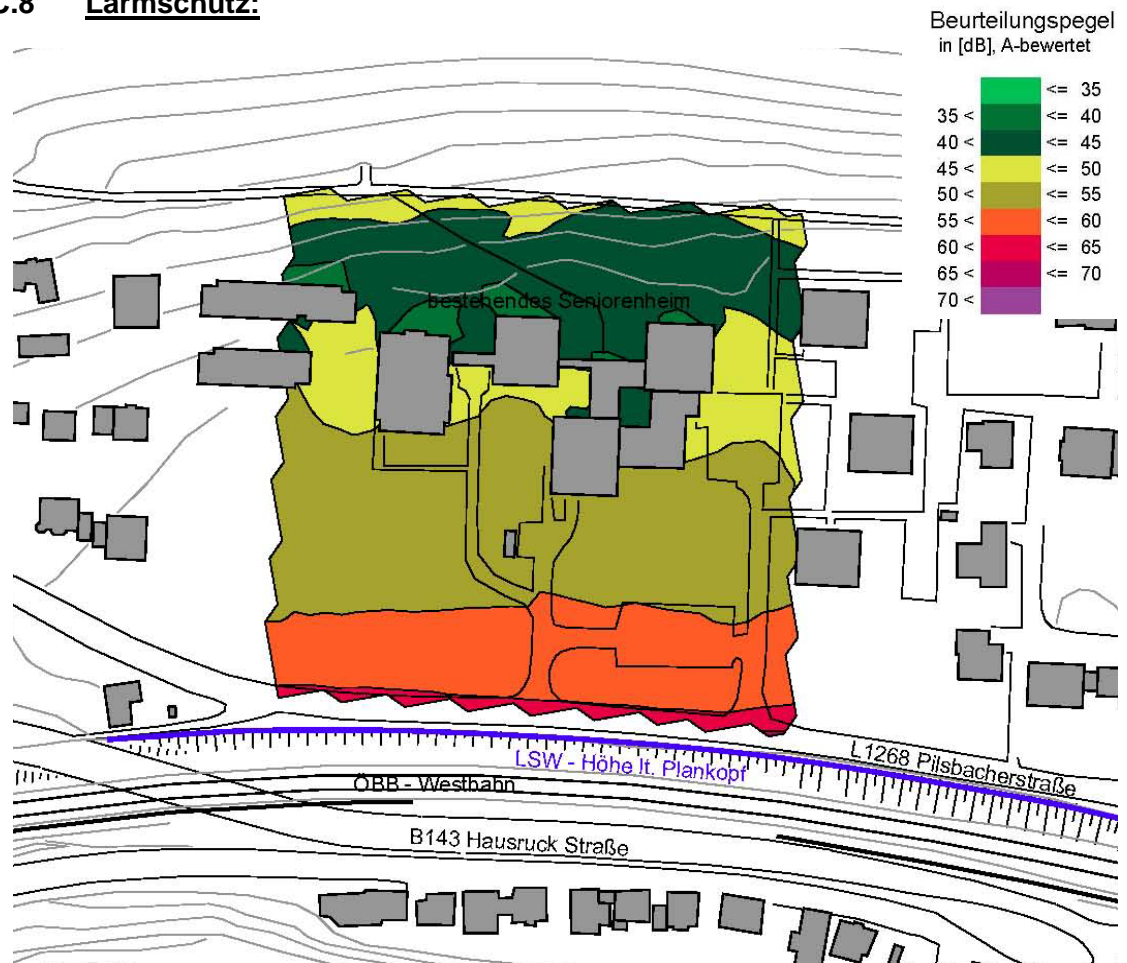 C.8 Lärmschutz:
Beurteilungspegel
in [dB], A-bewertet
<= 35
35 < <= 40
40 < <= 45
45 < <= 50
50 < <= 55
55 < <= 60
60 < <= 65
65 < <= 70
70 <
bestehendes Seniorenheim
L1268 Pilsbacherstraße
LSW - Höhe lt. Plankopf
ÖBB - Westbahn
B143 Hausruck Straße